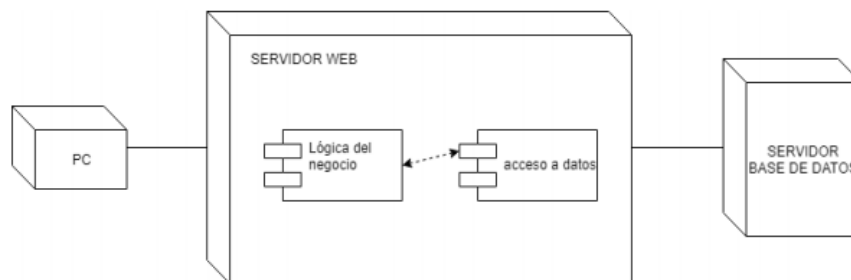 SERVIDOR WEB
PC
Lógica del
negocio
acceso a datos
SERVIDOR
BASE DE DATOS